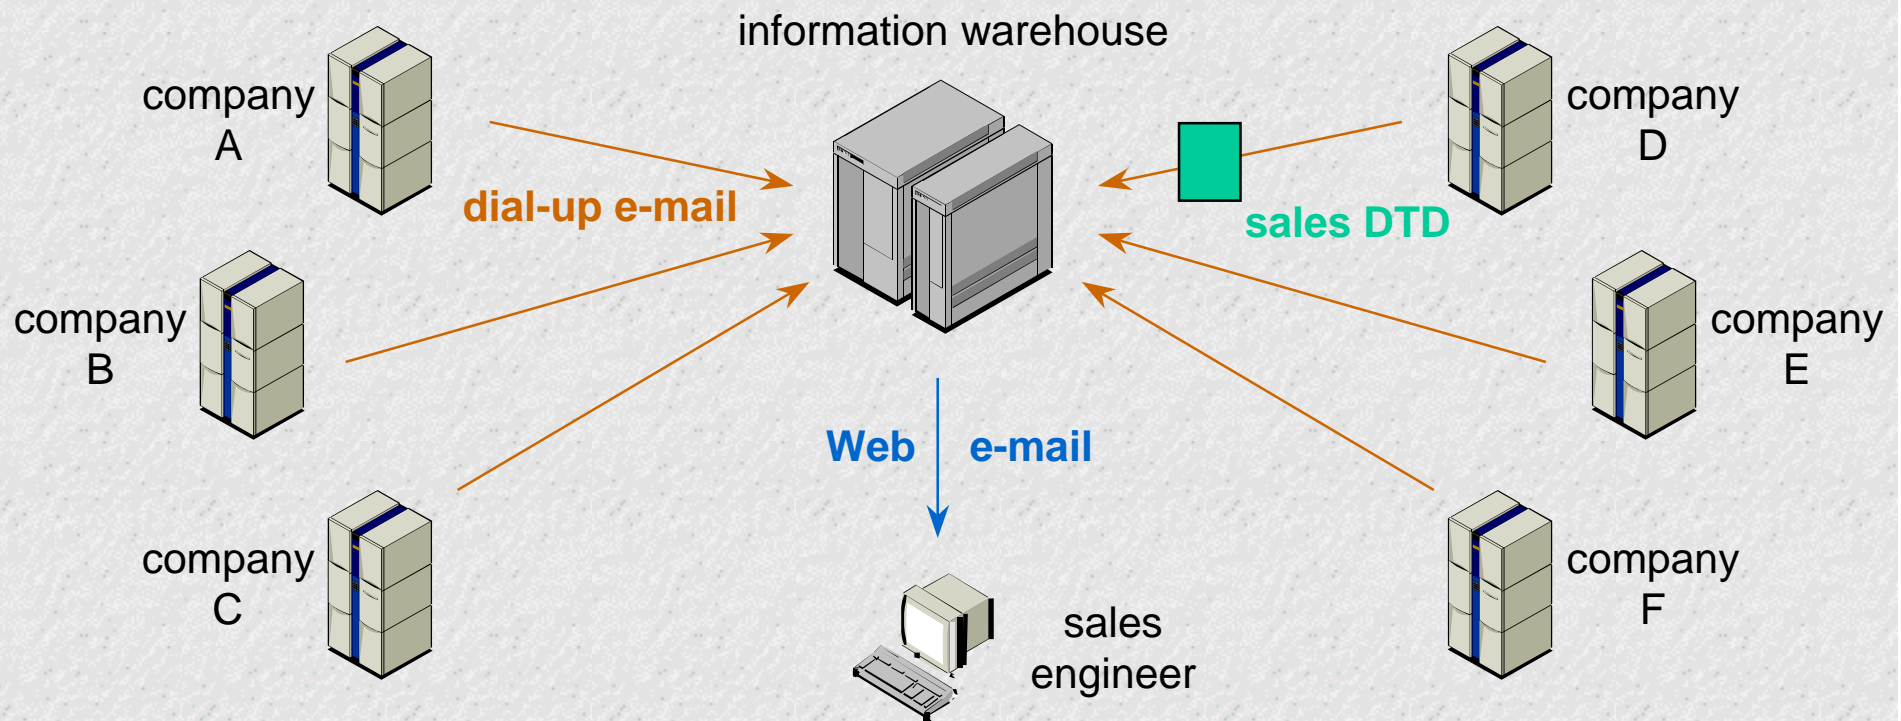 information warehouse
company
A
company
D
dial-up e-mail
sales DTD
company
B
company
E
Web
e-mail
company
C
company
F
sales
engineer